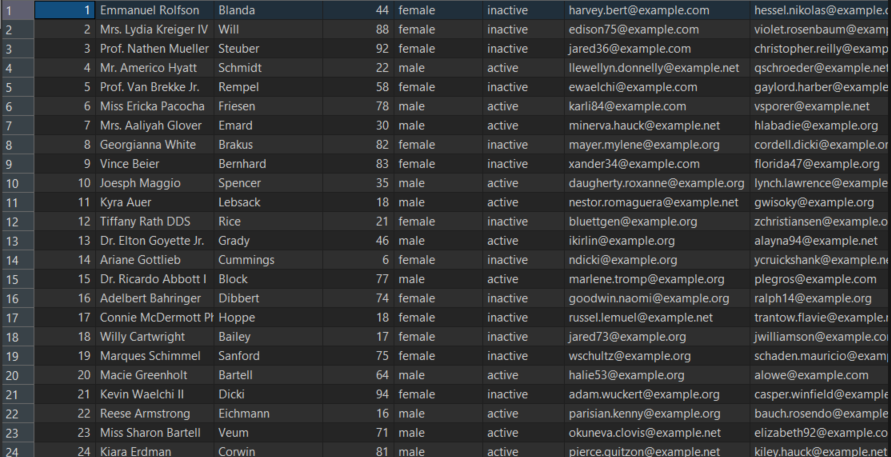 1 1 Emmanuel Rolfson Blanda 44 female inactive harvey.bert@example.com hessel.nikolas@example.
2 2 Mrs. Lydia Kreiger IV Will 88 female inactive edison75@example.com violet.rosenbaum@examp
3 3 Prof. Nathen Mueller Steuber 92 female inactive jared36@example.com christopher.reilly@examp
4 4 Mr. Americo Hyatt Schmidt 22 male active llewellyn.donnelly@example.net qschroeder@example.net
5 5 Prof. Van Brekke Jr. Rempel 58 female inactive ewaelchi@example.com gaylord.harber@example
6 6 Miss Ericka Pacocha Friesen 78 male active karli84@example.com vsporer@example.net
7 7 Mrs. Aaliyah Glover Emard 30 male active minerva.hauck@example.net hlabadie@example.org
8 8 Georgianna White Brakus 82 female inactive mayer.mylene@example.org cordell.dicki@example.or
9 9 Vince Beier Bernhard 83 female inactive xander34@example.com florida47@example.org
10 10 Joesph Maggio Spencer 35 male active daugherty.roxanne@example.org lynch.lawrence@example.
11 11 Kyra Auer Lebsack 18 male active nestor.romaguera@example.net gwisoky@example.org
12 12 Tiffany Rath DDS Rice 21 female inactive bluettgen@example.org zchristiansen@example.o
13 13 Dr. Elton Goyette Jr. Grady 46 male active ikirlin@example.org alayna94@example.net
14 14 Ariane Gottlieb Cummings 6 female inactive ndicki@example.org ycruickshank@example.ne
15 15 Dr. Ricardo Abbott I Block 77 male active marlene.tromp@example.org plegros@example.com
16 16 Adelbert Bahringer Dibbert 74 female inactive goodwin.naomi@example.org ralph14@example.org
17 17 Connie McDermott Ph Hoppe 18 female inactive russel.lemuel@example.net trantow.flavie@example.n
18 18 Willy Cartwright Bailey 17 female inactive jared73@example.org jwilliamson@example.co
19 19 Marques Schimmel Sanford 75 female inactive wschultz@example.org schaden.mauricio@examp
20 20 Macie Greenholt Bartell 64 male active halie53@example.org alowe@example.com
21 21 Kevin Waelchi II Dicki 94 female inactive adam.wuckert@example.org casper.winfield@example.
22 22 Reese Armstrong Eichmann 16 male active parisian.kenny@example.org bauch.rosendo@example.
23 23 Miss Sharon Bartell Veum 71 male active okuneva.clovis@example.net elizabeth92@example.co
24 24 Kiara Erdman Corwin 81 male active pierce.quitzon@example.net kiley.hauck@example.net